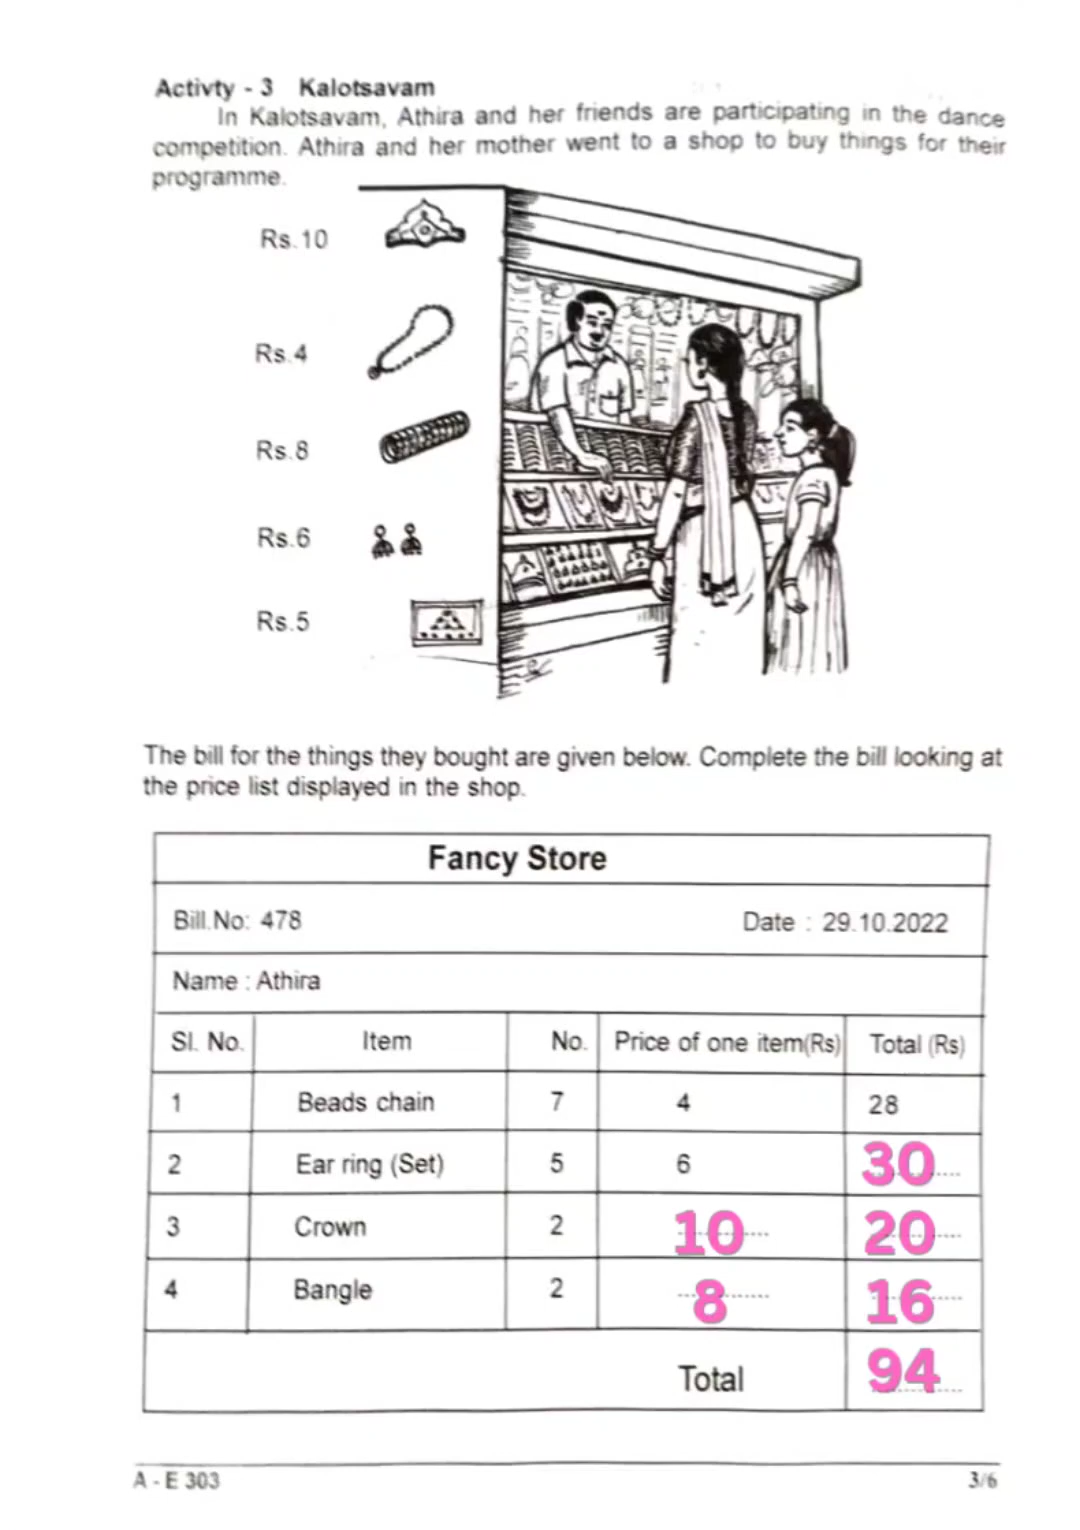 Activty - 3 Kalotsavam
In Kalotsavam, Athira and her friends are participating in the dance
competition. Athira and her mother went to a shop to buy things for their
programme.
Rs.10
Rs.4
Rs.8
Rs.6
Rs.5
The bill for the things they bought are given below. Complete the bill looking at
the price list displayed in the shop.
Fancy Store
Bill.No: 478 Date : 29.10.2022
Name : Athira
Sl. No. Item No. Price of one item(Rs) Total (Rs)
1 Beads chain 7 4 28
2 Ear ring (Set) 5 6 30
3 Crown 2 10 20
4 Bangle 2 8 16
Total 94
A - E 303 3/6